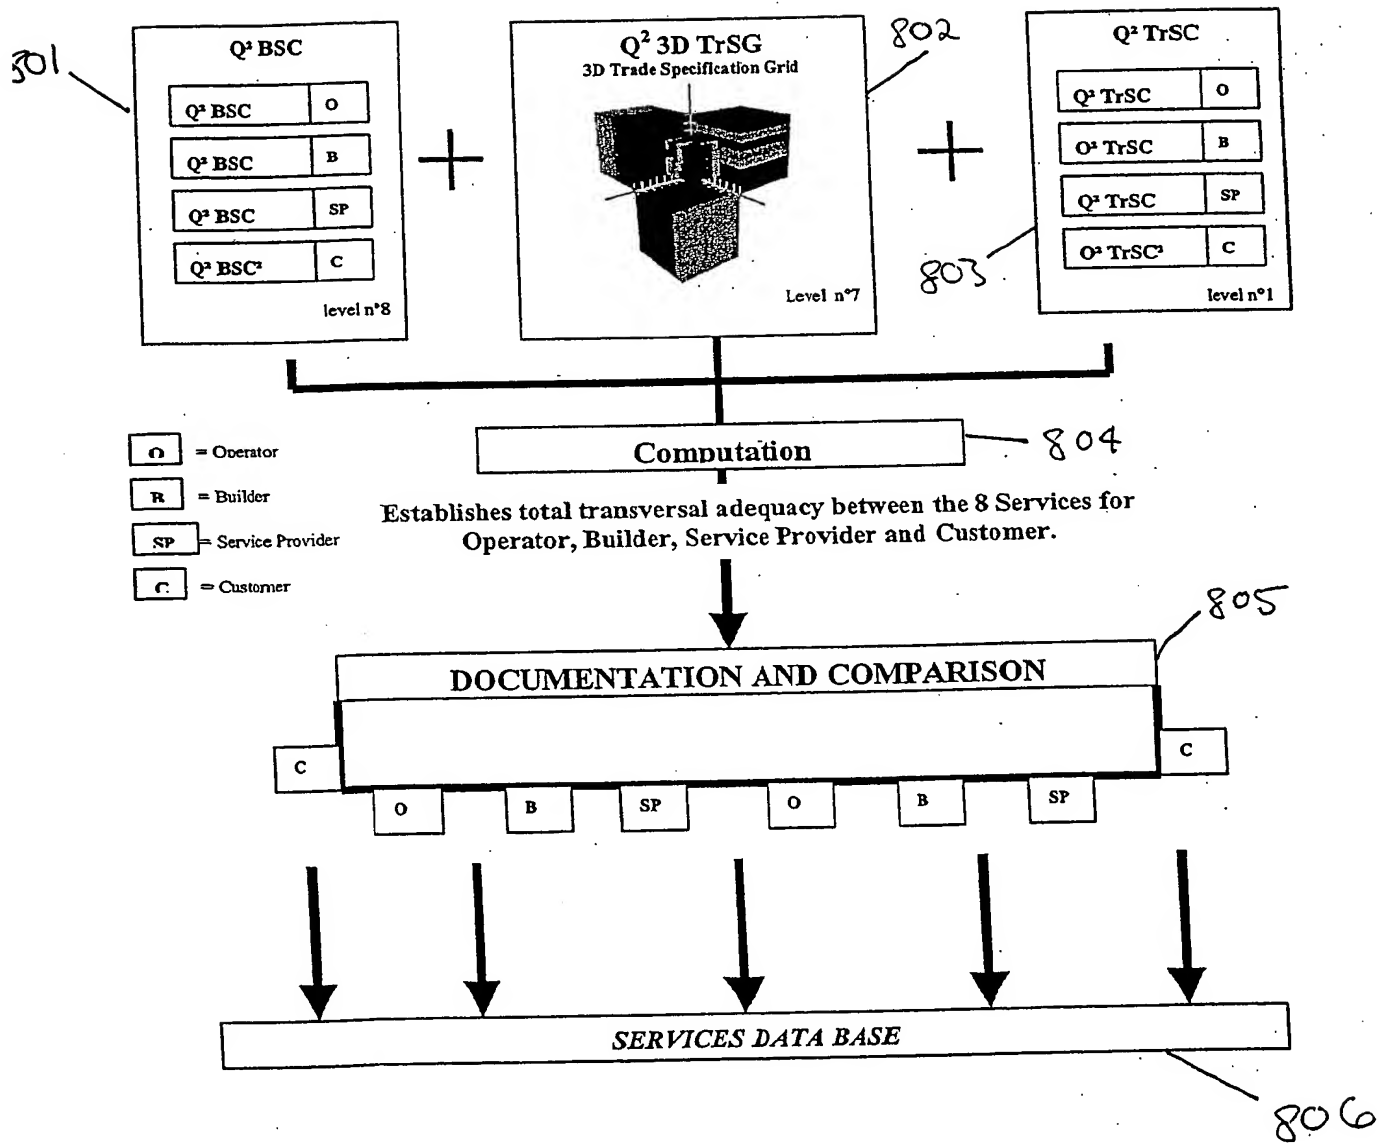 801
Q² BSC
Q² BSC O
Q² BSC B
Q² BSC SP
Q² BSC² C
level n°8
Q² 3D TrSG
3D Trade Specification Grid
Level n°7
802
Q² TrSC
Q² TrSC O
O² TrSC B
Q² TrSC SP
O² TrSC² C
level n°1
803
Computation
804
O = Operator
B = Builder
SP = Service Provider
C = Customer
Establishes total transversal adequacy between the 8 Services for
Operator, Builder, Service Provider and Customer.
805
DOCUMENTATION AND COMPARISON
C
C
O B SP O B SP
SERVICES DATA BASE
806